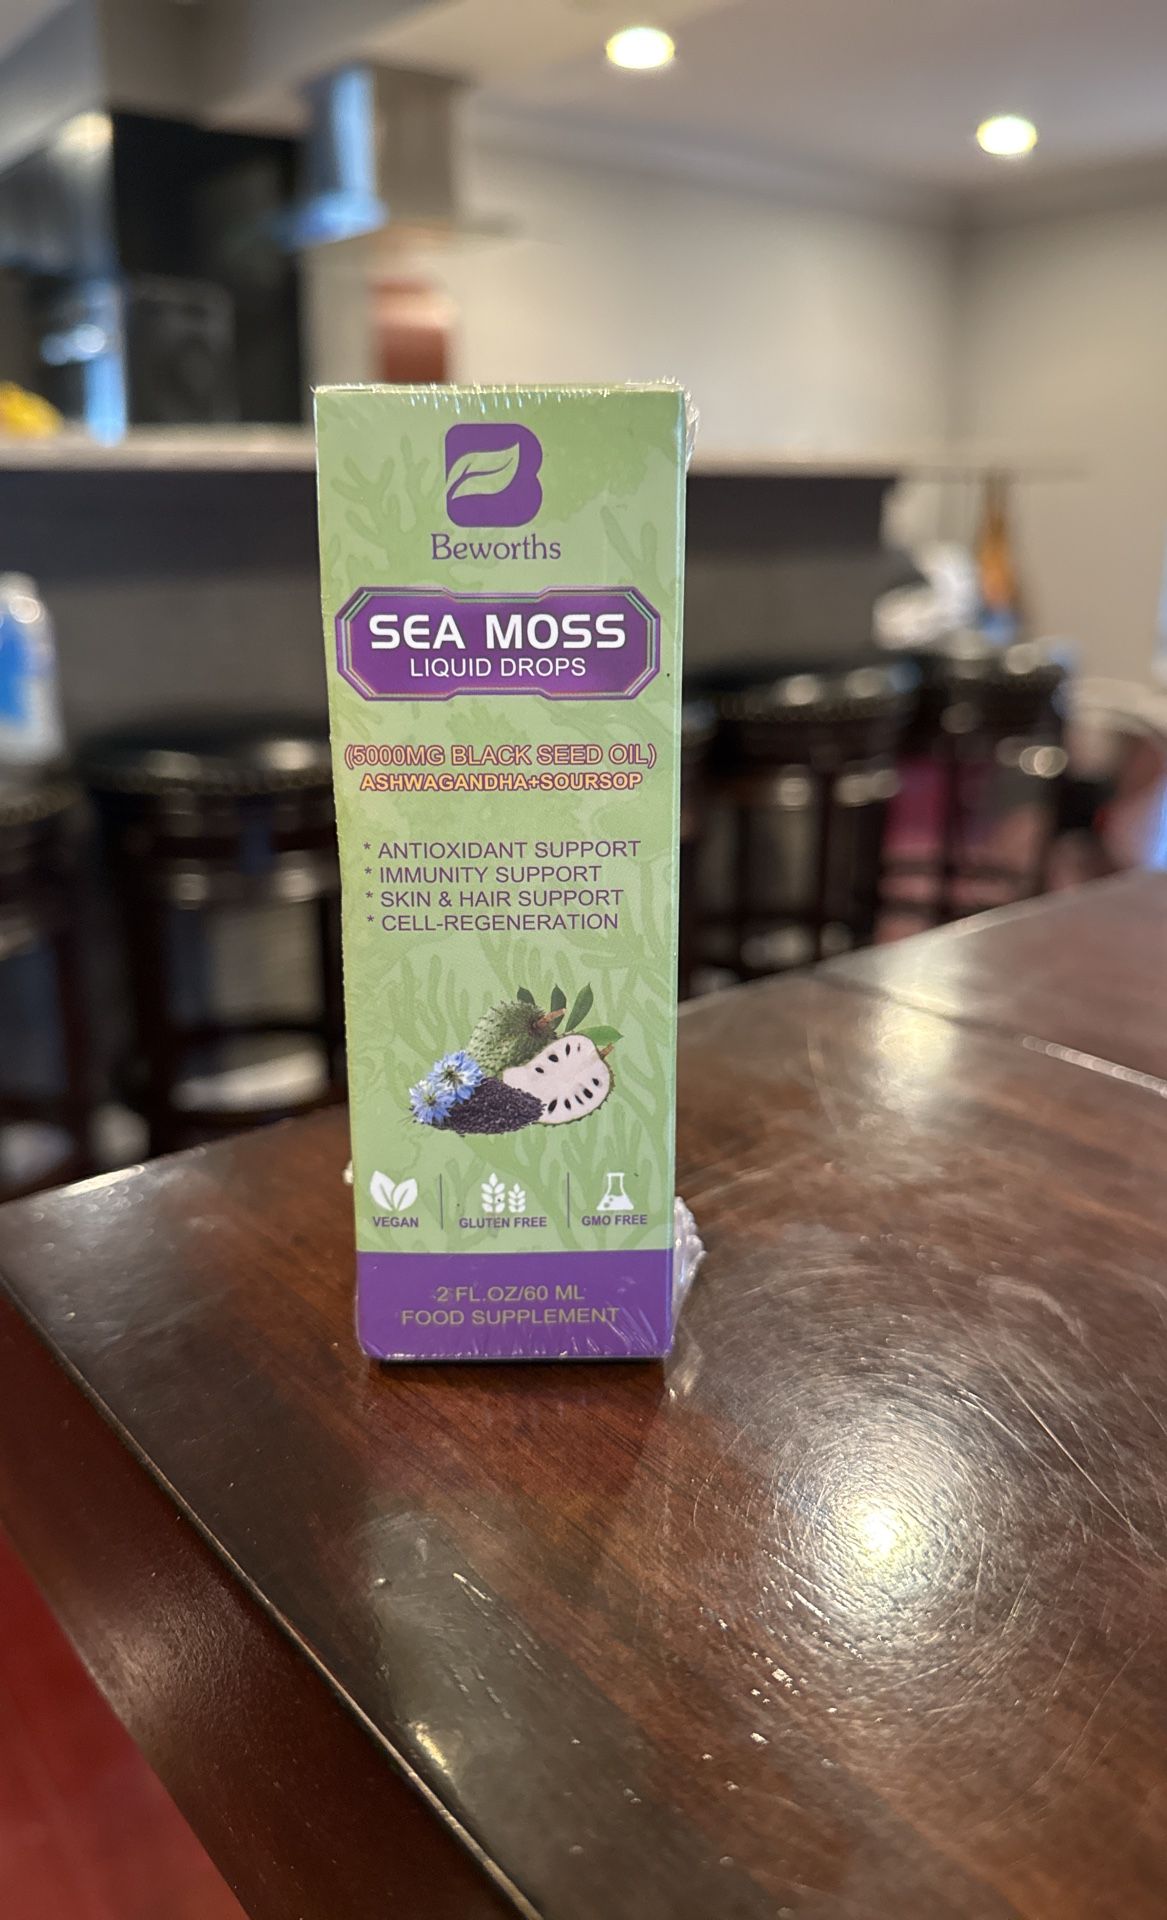 Beworths
SEA MOSS
LIQUID DROPS
(5000MG BLACK SEED OIL)
ASHWAGANDHA+SOURSOP
* ANTIOXIDANT SUPPORT
* IMMUNITY SUPPORT
* SKIN & HAIR SUPPORT
* CELL-REGENERATION
VEGAN
GLUTEN FREE
GMO FREE
2 FL.OZ/60 ML
FOOD SUPPLEMENT